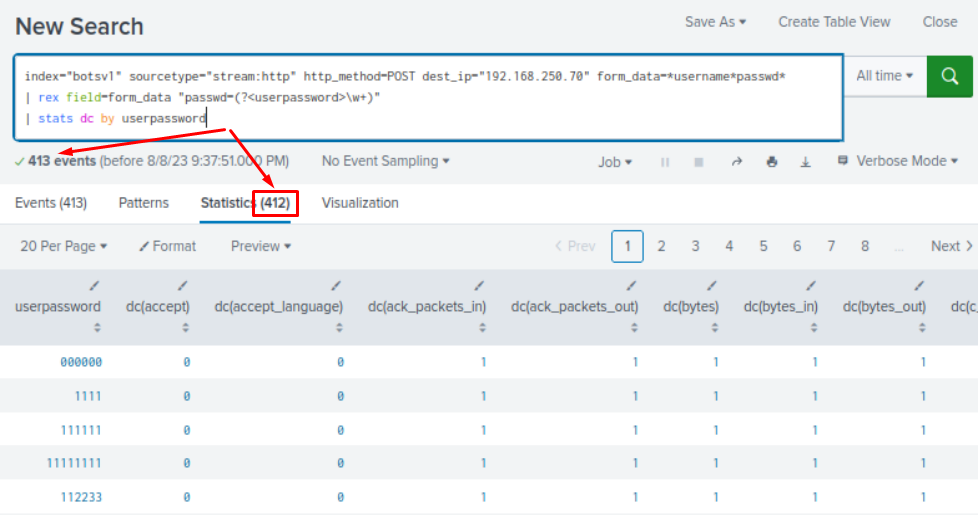 New Search
Save As Create Table View Close
index="botsv1" sourcetype="stream:http" http_method=POST dest_ip="192.168.250.70" form_data=*username*passwd*
| rex field=form_data "passwd=(?<userpassword>\w+)"
| stats dc by userpassword
All time
413 events (before 8/8/23 9:37:51.000 PM) No Event Sampling Job Verbose Mode
Events (413) Patterns Statistics (412) Visualization
20 Per Page Format Preview < Prev 1 2 3 4 5 6 7 8 ... Next >
userpassword dc(accept) dc(accept_language) dc(ack_packets_in) dc(ack_packets_out) dc(bytes) dc(bytes_in) dc(bytes_out) dc(c_
000000 0 0 1 1 1 1 1
1111 0 0 1 1 1 1 1
111111 0 0 1 1 1 1 1
11111111 0 0 1 1 1 1 1
112233 0 0 1 1 1 1 1